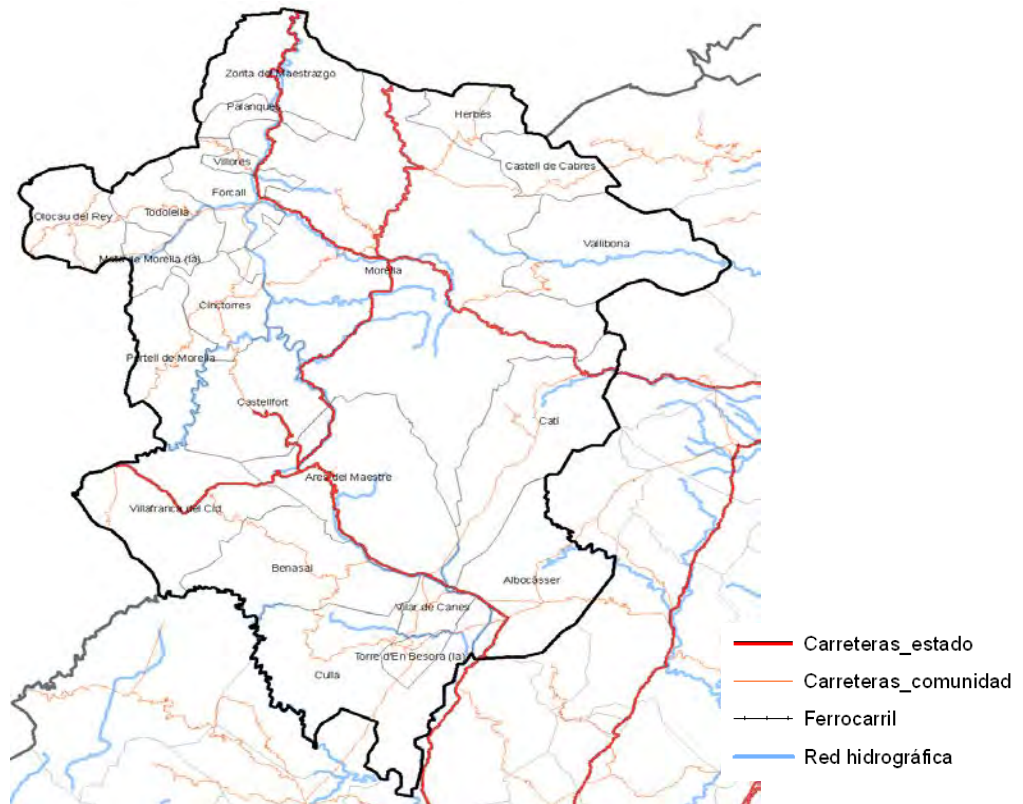 Zorita del Maestrazgo
Palanques
Herbés
Villores
Castell de Cabres
Forcall
Olocau del Rey
Todolella
Vallibona
Mata de Morella (la)
Morella
Cinctorres
Portell de Morella
Castellfort
Catí
Ares del Maestre
Villafranca del Cid
Benasal
Albocàsser
Vilar de Canes
Torre d'En Besora (la)
Culla
Carreteras_estado
Carreteras_comunidad
Ferrocarril
Red hidrográfica